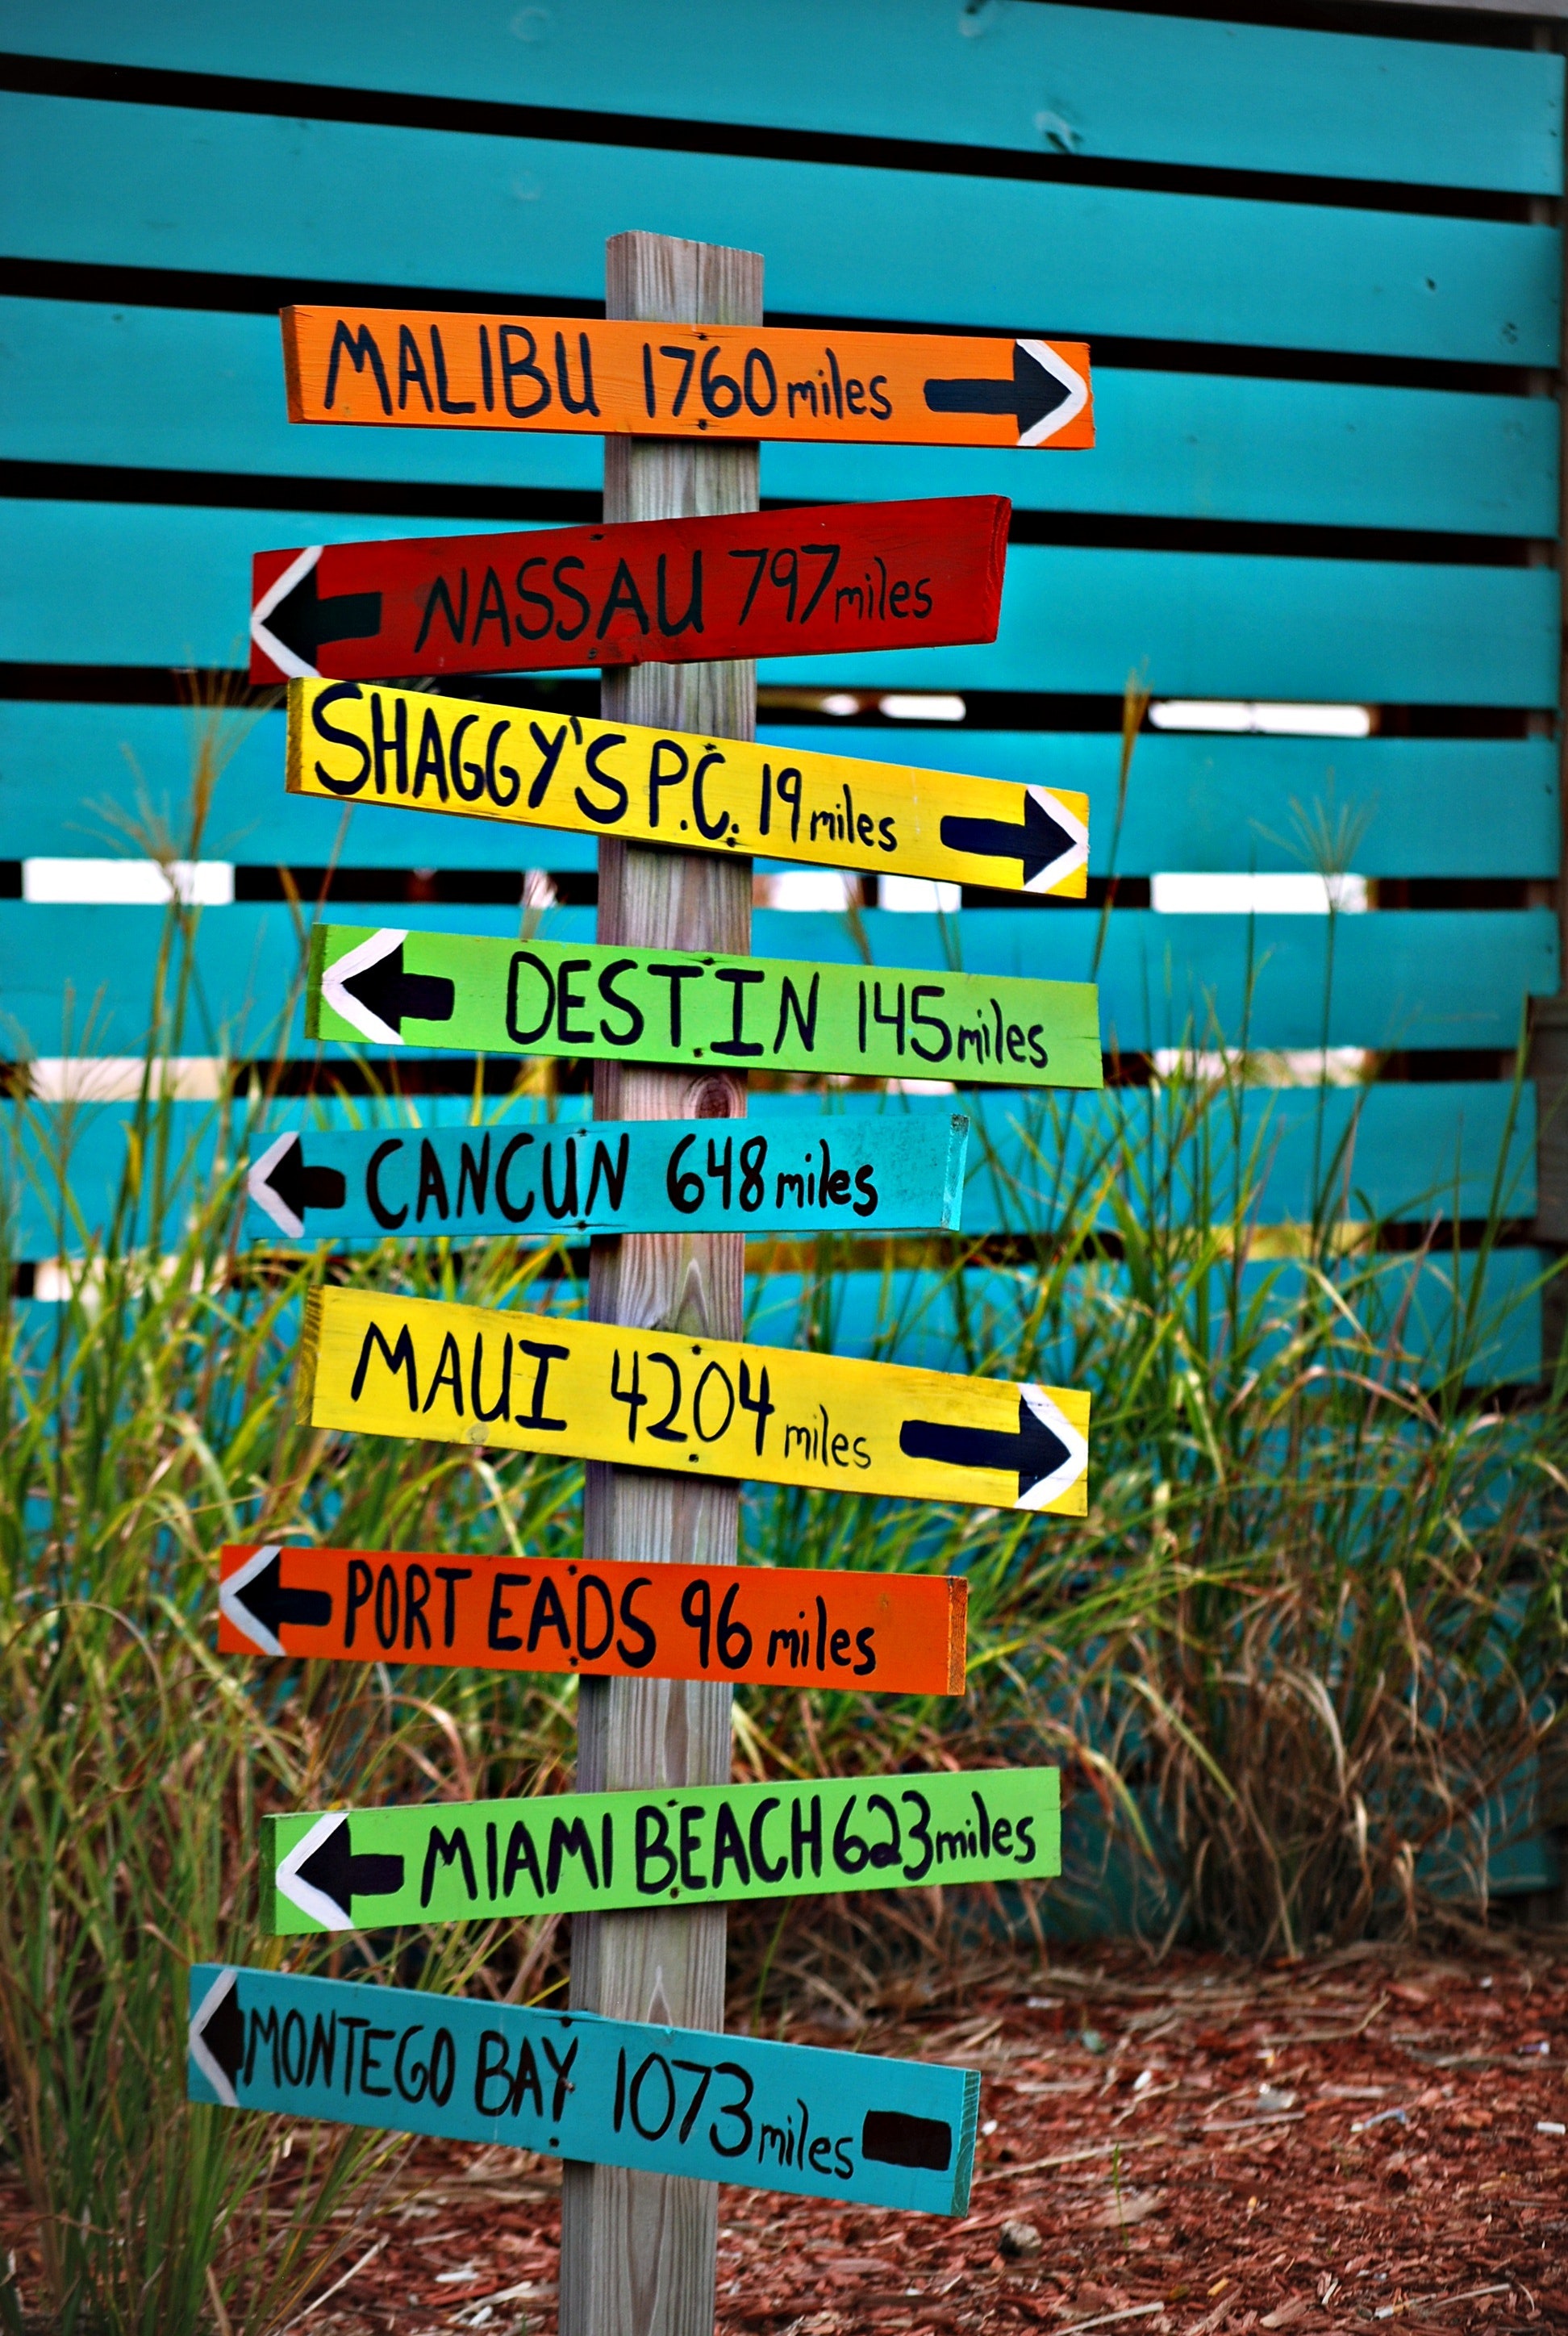 MALIBU 1760 miles
NASSAU 797 miles
SHAGGY'S P.C. 19 miles
DESTIN 145 miles
CANCUN 648 miles
MAUI 4204 miles
PORT EADS 96 miles
MIAMI BEACH 623 miles
MONTEGO BAY 1073 miles